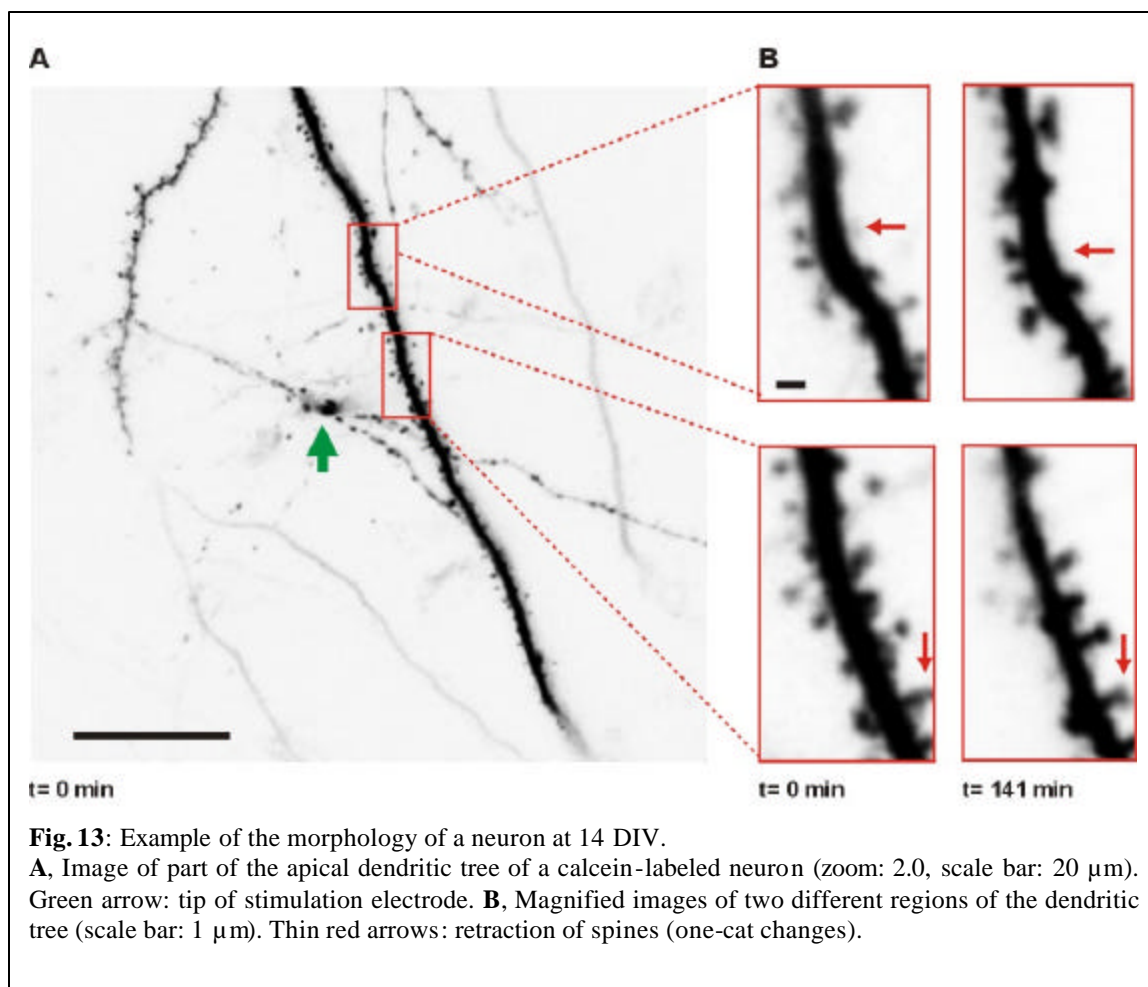 A
B
t= 0 min
t= 0 min
t= 141 min
Fig. 13: Example of the morphology of a neuron at 14 DIV.
A, Image of part of the apical dendritic tree of a calcein-labeled neuron (zoom: 2.0, scale bar: 20 µm).
Green arrow: tip of stimulation electrode. B, Magnified images of two different regions of the dendritic
tree (scale bar: 1 µm). Thin red arrows: retraction of spines (one-cat changes).